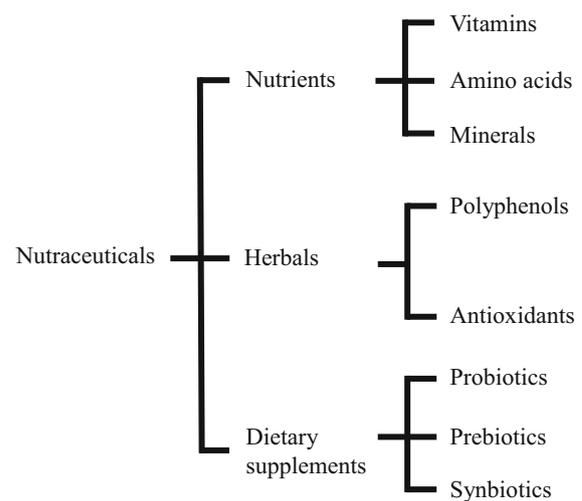 Nutraceuticals
Nutrients
Vitamins
Amino acids
Minerals
Herbals
Polyphenols
Antioxidants
Dietary
supplements
Probiotics
Prebiotics
Synbiotics